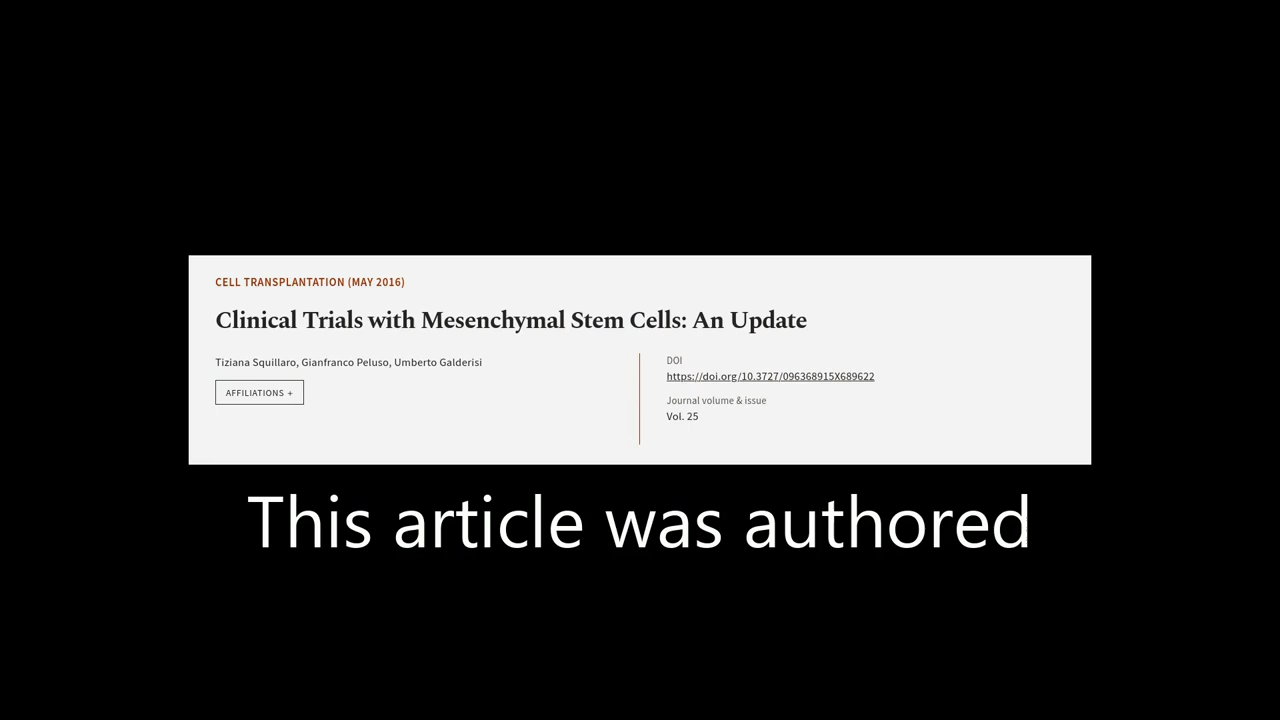 CELL TRANSPLANTATION (MAY 2016)
Clinical Trials with Mesenchymal Stem Cells: An Update
Tiziana Squillaro, Gianfranco Peluso, Umberto Galderisi
AFFILIATIONS +
DOI
https://doi.org/10.3727/096368915X689622
Journal volume & issue
Vol. 25
This article was authored